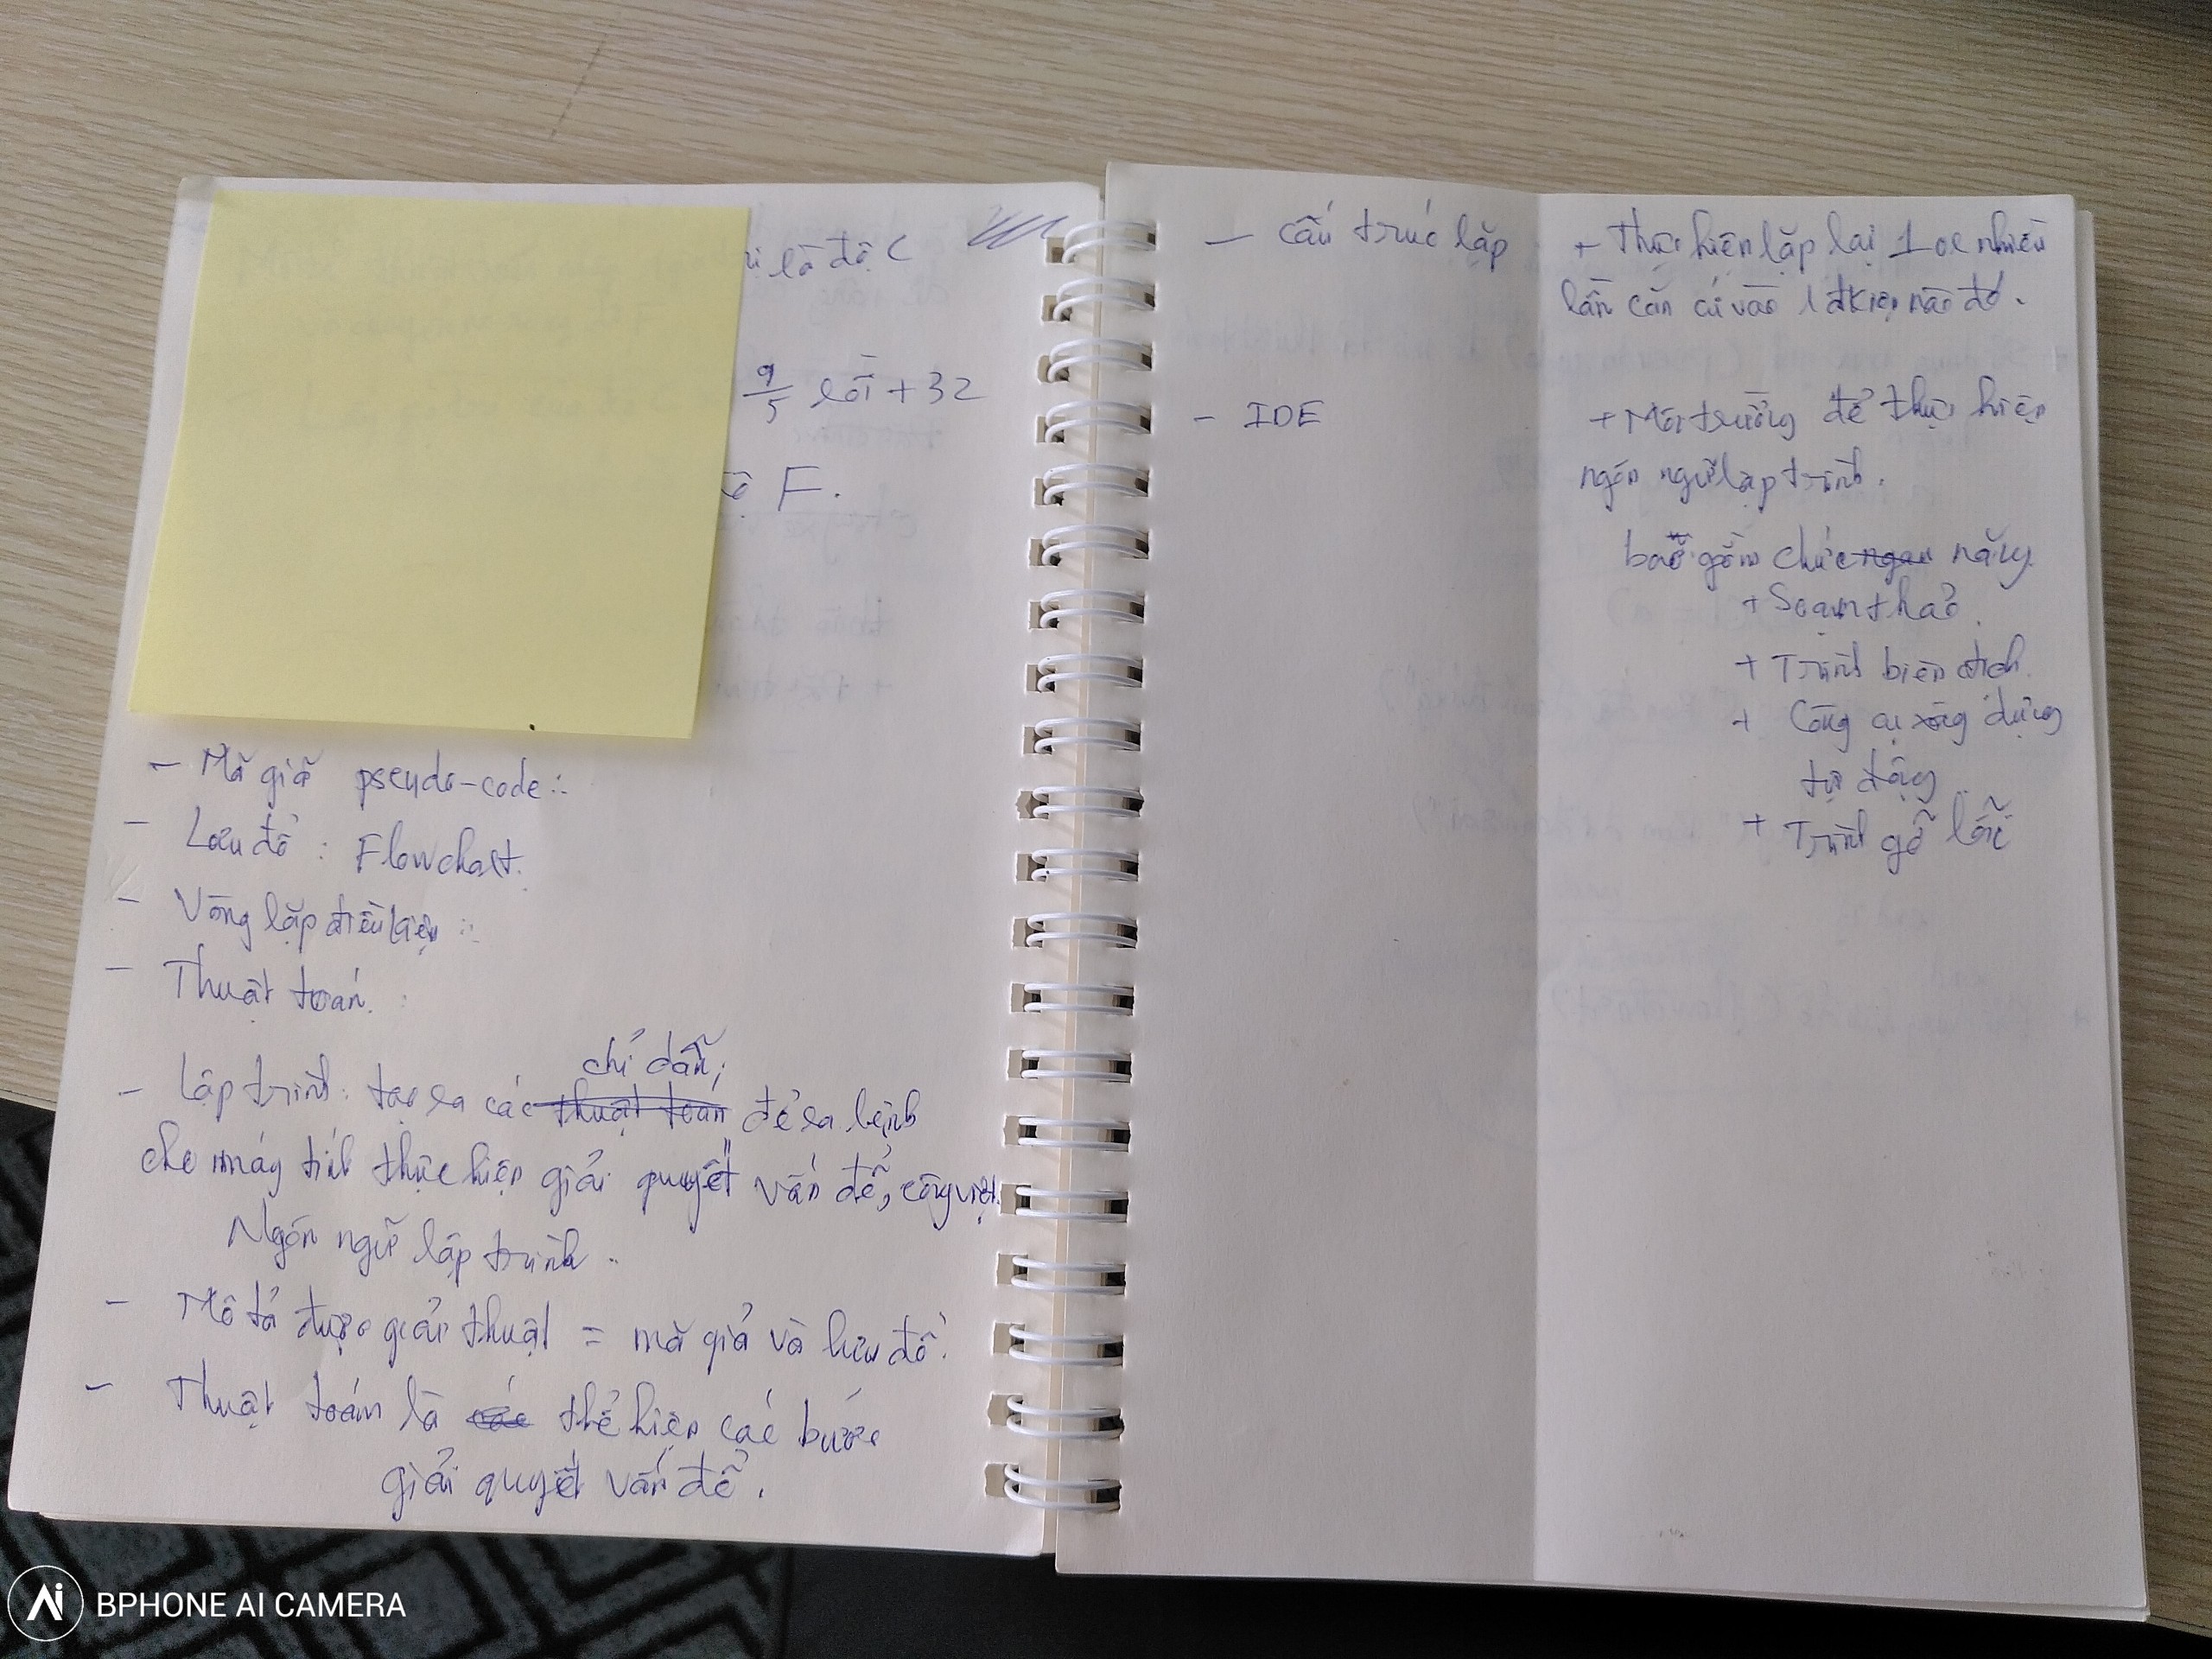 là độ C
9/5 + 32
F.
- Mã giả pseudo-code:
- Lưu đồ : Flowchart.
- Vòng lặp điều kiện :
- Thuật toán :
chỉ dẫn,
- Lập trình: tạo ra các thuật toán để ra lệnh
cho máy tính thực hiện giải quyết vấn đề, công việc.
Ngôn ngữ lập trình.
- Mô tả được giải thuật = mã giả và lưu đồ.
- Thuật toán là các thể hiện các bước
giải quyết vấn đề.
- Cấu trúc lặp
+ Thực hiện lặp lại 1 or nhiều
lần căn cứ vào 1 đkiện nào đó.
- IDE
+ Môi trường để thực hiện
ngôn ngữ lập trình.
bao gồm chức năng
+ Soạn thảo.
+ Trình biên dịch.
+ Công cụ xây dựng
tự động
+ Trình gỡ lỗi
BPHONE AI CAMERA